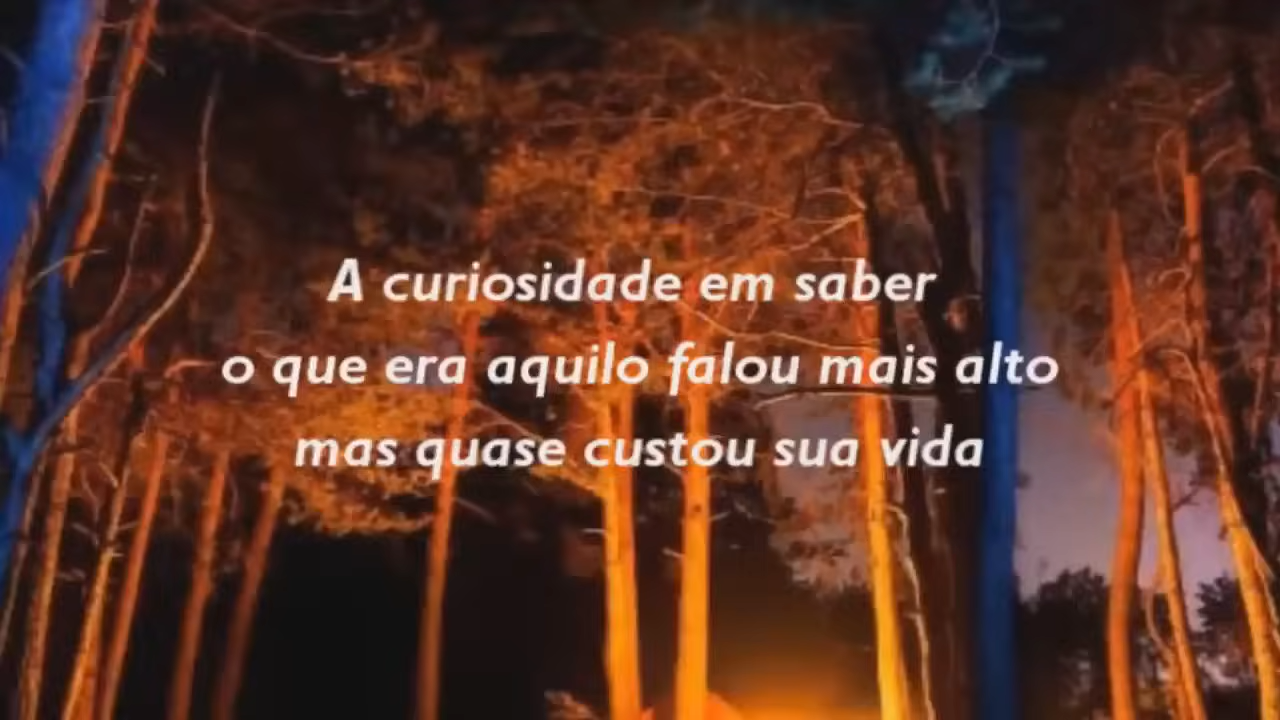 A curiosidade em saber
o que era aquilo falou mais alto
mas quase custou sua vida